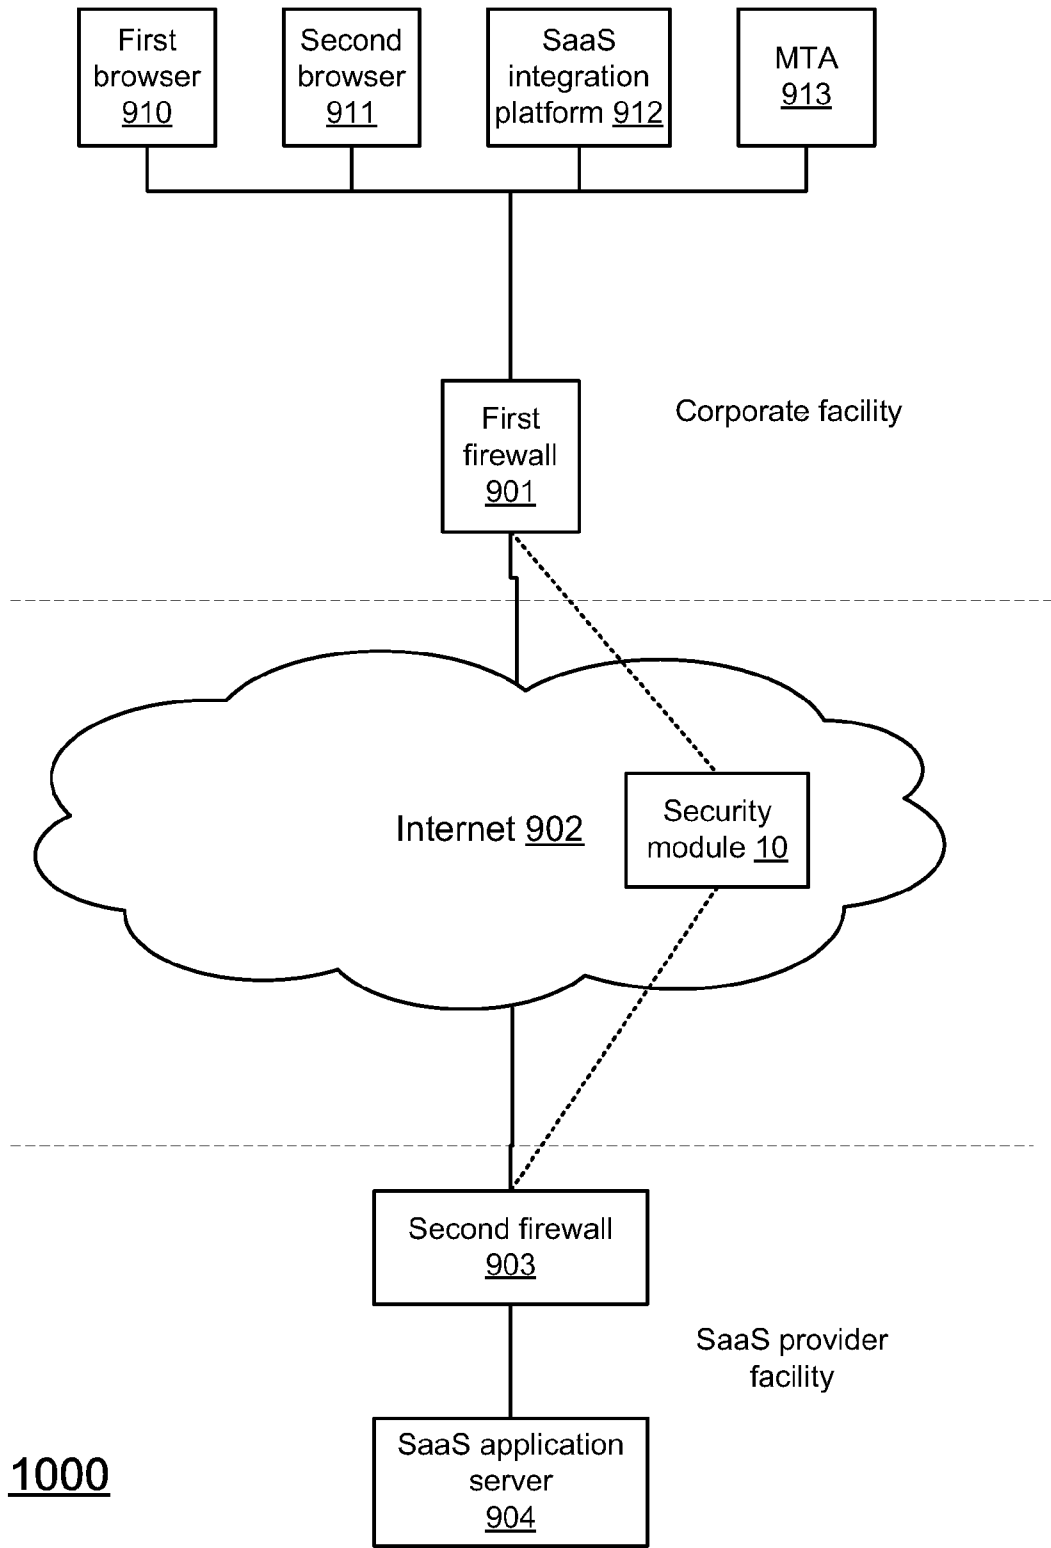 First
browser
910
Second
browser
911
SaaS
integration
platform 912
MTA
913
First
firewall
901
Corporate facility
Internet 902
Security
module 10
Second firewall
903
SaaS provider
facility
SaaS application
server
904
1000